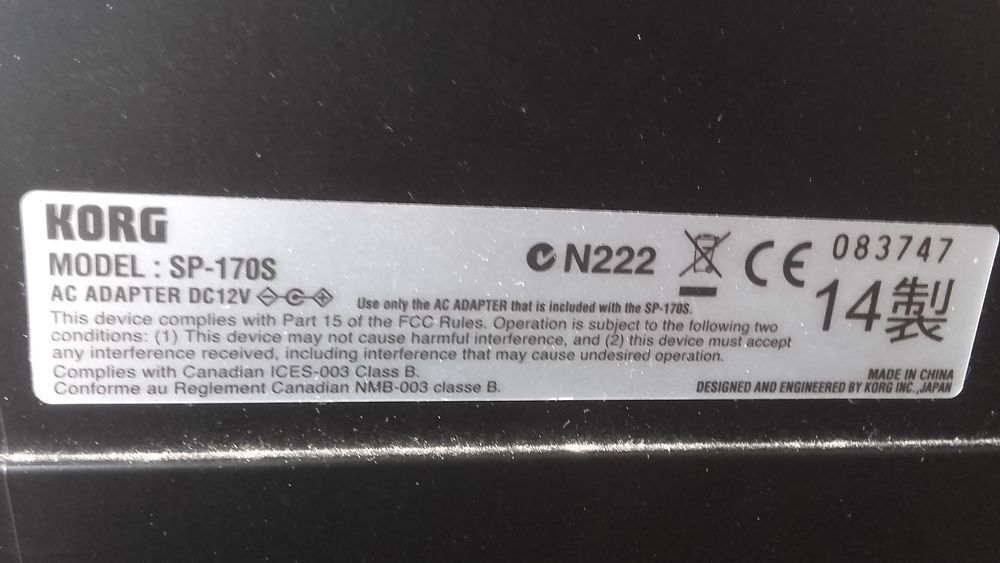 KORG
MODEL : SP-170S
AC ADAPTER DC12V
Use only the AC ADAPTER that is included with the SP-170S.
This device complies with Part 15 of the FCC Rules. Operation is subject to the following two
conditions: (1) This device may not cause harmful interference, and (2) this device must accept
any interference received, including interference that may cause undesired operation.
Complies with Canadian ICES-003 Class B.
Conforme au Reglement Canadian NMB-003 classe B.
N222
CE
083747
14製
MADE IN CHINA
DESIGNED AND ENGINEERED BY KORG INC.,JAPAN